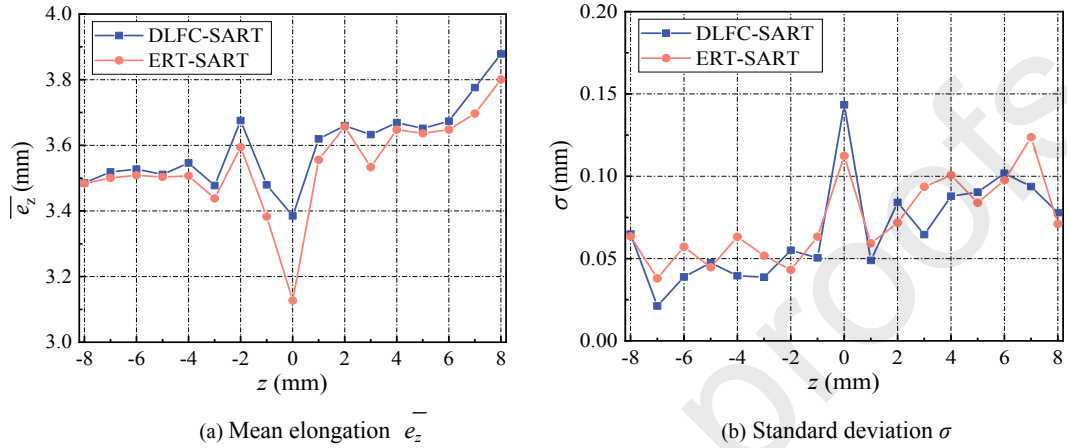 4.0
3.8
3.6
3.4
3.2
3.0
e̅z̅ (mm)
DLFC-SART
ERT-SART
-8 -6 -4 -2 0 2 4 6 8
z (mm)
(a) Mean elongation e̅z̅
0.20
0.15
0.10
0.05
0.00
σ (mm)
DLFC-SART
ERT-SART
-8 -6 -4 -2 0 2 4 6 8
z (mm)
(b) Standard deviation σ
proofs